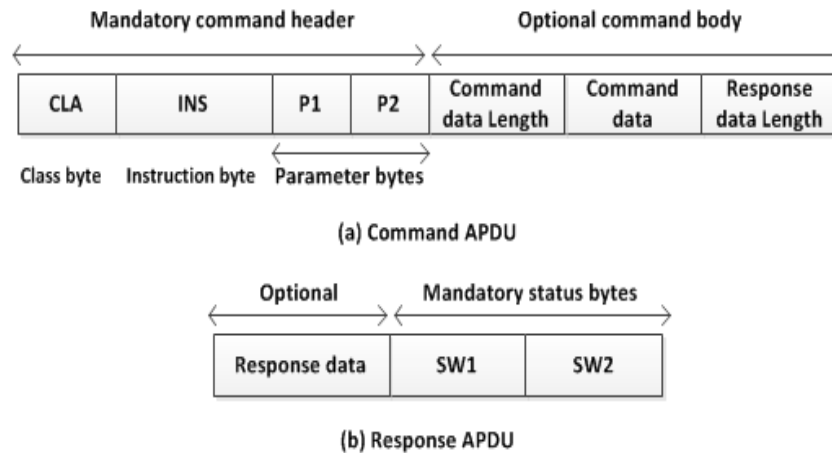 Mandatory command header Optional command body
CLA INS P1 P2 Command data Length Command data Response data Length
Class byte Instruction byte Parameter bytes
(a) Command APDU
Optional Mandatory status bytes
Response data SW1 SW2
(b) Response APDU